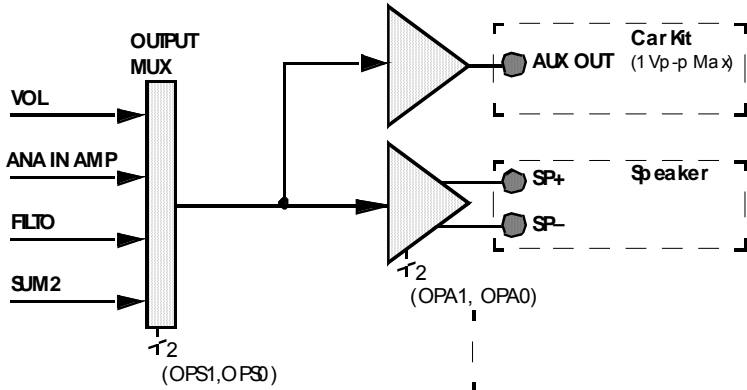 OUTPUT
MUX
VOL
ANA IN AMP
FILTO
SUM2
2
(OPS1,OPS0)
AUX OUT
Car Kit
(1 Vp-p Max)
SP+
Speaker
SP–
2
(OPA1, OPA0)